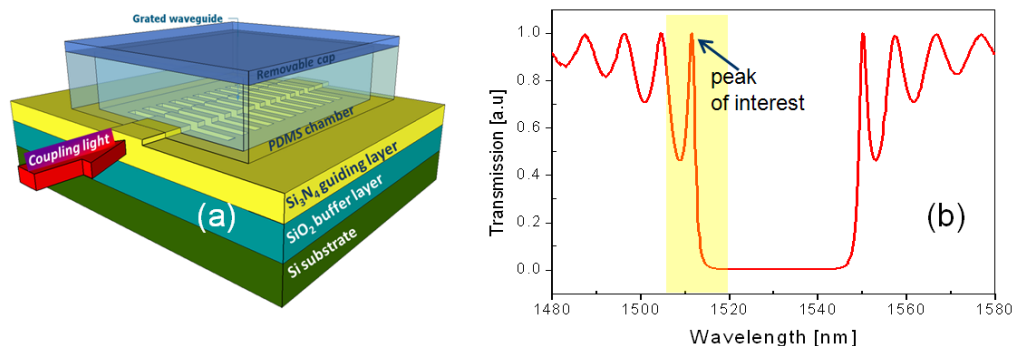 Grated waveguide
Removable cap
PDMS chamber
Coupling light
Si₃N₄ guiding layer
SiO₂ buffer layer
Si substrate
(a)
Transmission [a.u]
1.0
0.8
0.6
0.4
0.2
0.0
peak
of interest
(b)
1480
1500
1520
1540
1560
1580
Wavelength [nm]